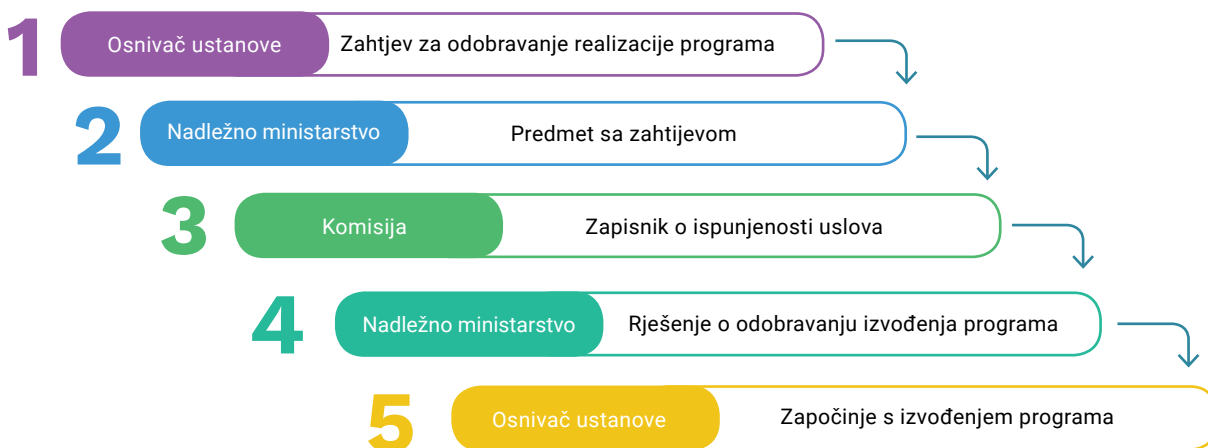 1 Osnivač ustanove Zahtjev za odobravanje realizacije programa
2 Nadležno ministarstvo Predmet sa zahtijevom
3 Komisija Zapisnik o ispunjenosti uslova
4 Nadležno ministarstvo Rješenje o odobravanju izvođenja programa
5 Osnivač ustanove Započinje s izvođenjem programa